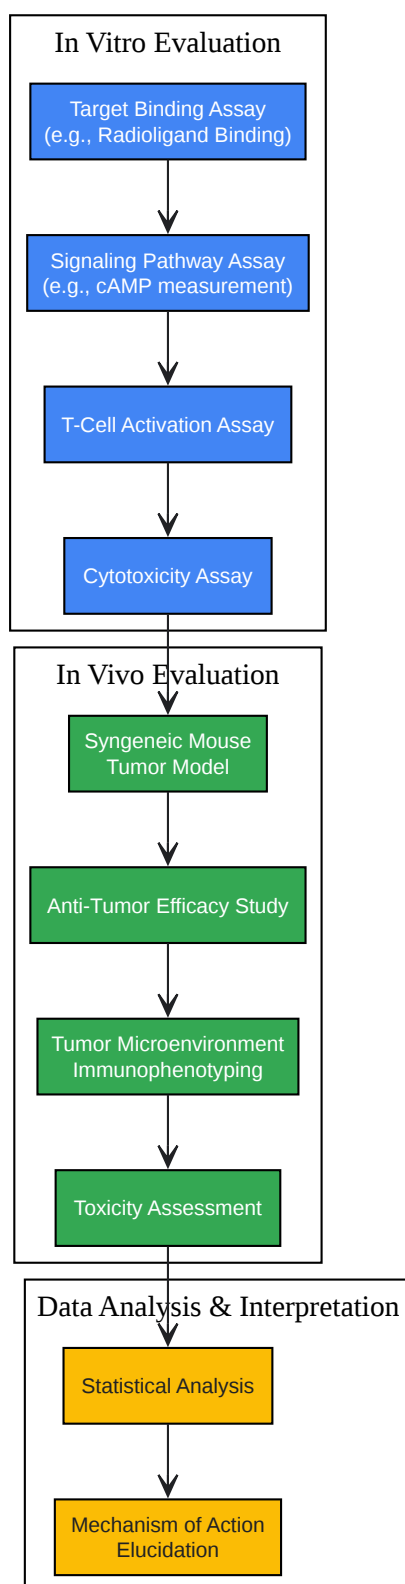 In Vitro Evaluation
Target Binding Assay
(e.g., Radioligand Binding)
Signaling Pathway Assay
(e.g., cAMP measurement)
T-Cell Activation Assay
Cytotoxicity Assay
In Vivo Evaluation
Syngeneic Mouse
Tumor Model
Anti-Tumor Efficacy Study
Tumor Microenvironment
Immunophenotyping
Toxicity Assessment
Data Analysis & Interpretation
Statistical Analysis
Mechanism of Action
Elucidation